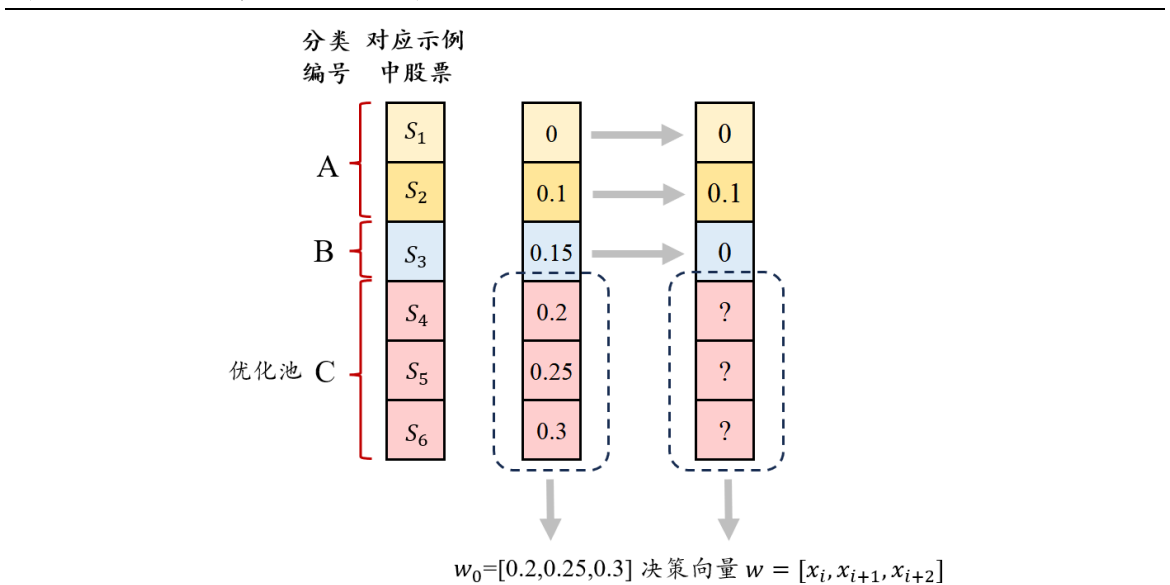 分类 对应示例
编号 中股票
A
S₁ 0 0
S₂ 0.1 0.1
B S₃ 0.15 0
S₄ 0.2 ?
优化池 C S₅ 0.25 ?
S₆ 0.3 ?
w₀=[0.2,0.25,0.3] 决策向量 w = [xᵢ, xᵢ₊₁, xᵢ₊₂]